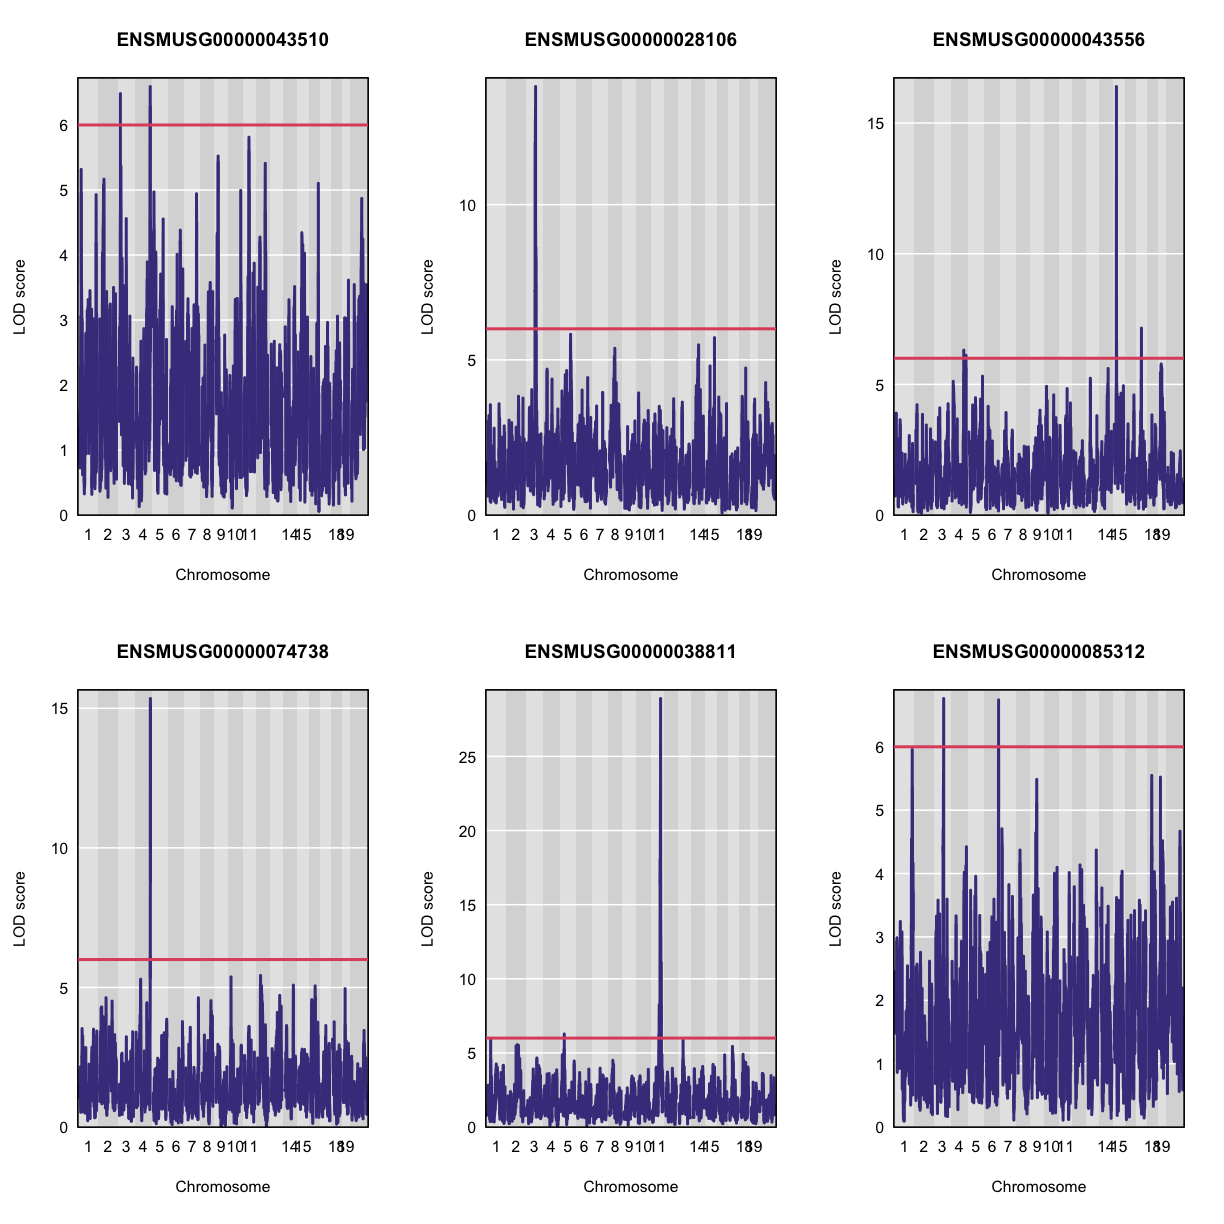 ENSMUSG00000043510
LOD score
6
5
4
3
2
1
0
1 2 3 4 5 6 7 8 9 10 11 14 15 18 19
Chromosome
ENSMUSG00000028106
LOD score
10
5
0
1 2 3 4 5 6 7 8 9 10 11 14 15 18 19
Chromosome
ENSMUSG00000043556
LOD score
15
10
5
0
1 2 3 4 5 6 7 8 9 10 11 14 15 18 19
Chromosome
ENSMUSG00000074738
LOD score
15
10
5
0
1 2 3 4 5 6 7 8 9 10 11 14 15 18 19
Chromosome
ENSMUSG00000038811
LOD score
25
20
15
10
5
0
1 2 3 4 5 6 7 8 9 10 11 14 15 18 19
Chromosome
ENSMUSG00000085312
LOD score
6
5
4
3
2
1
0
1 2 3 4 5 6 7 8 9 10 11 14 15 18 19
Chromosome